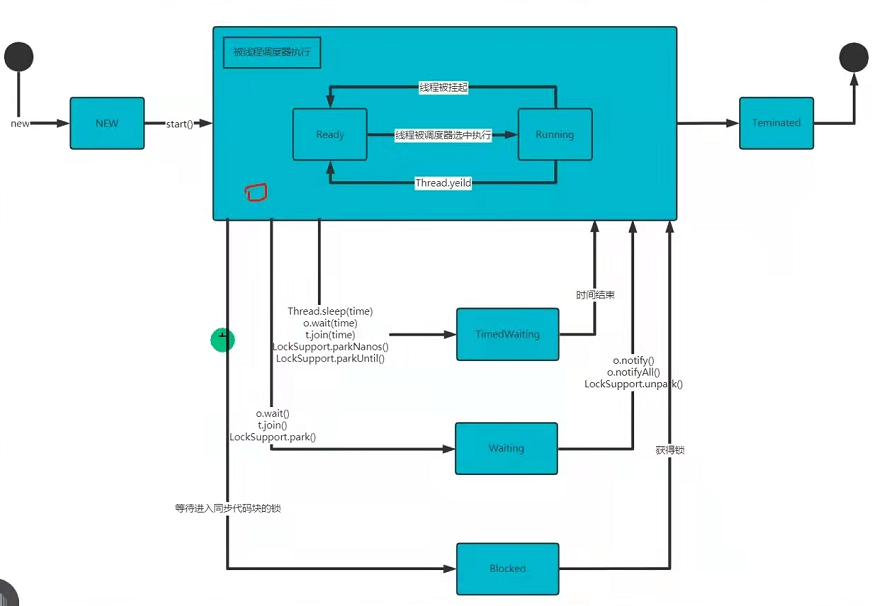 被线程调度器执行
线程被挂起
new
NEW
start()
Ready
线程被调度器选中执行
Running
Teminated
Thread.yeild
时间结束
Thread.sleep(time)
o.wait(time)
t.join(time)
LockSupport.parkNanos()
LockSupport.parkUntil()
TimedWaiting
o.notify()
o.notifyAll()
LockSupport.unpark()
o.wait()
t.join()
LockSupport.park()
Waiting
获得锁
等待进入同步代码块的锁
Blocked